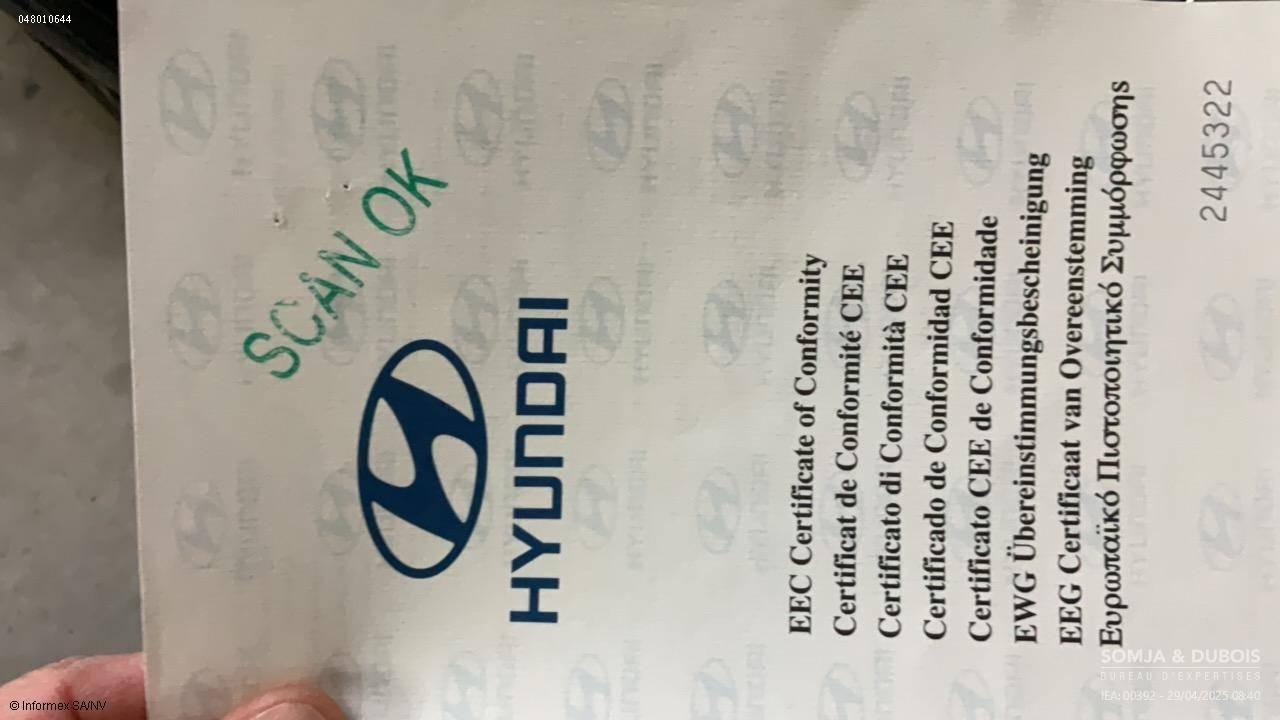 048010644
SCAN OK
HYUNDAI
EEC Certificate of Conformity
Certificat de Conformité CEE
Certificato di Conformità CEE
Certificado de Conformidad CEE
Certificato CEE de Conformidade
EWG Übereinstimmungsbescheinigung
EEG Certificaat van Overeenstemming
Ευρωπαϊκό Πιστοποιητικό Συμμόρφωσης
2445322
SOMJA & DUBOIS
BUREAU D'EXPERTISES
IEA: 00392 - 29/04/2025 08:40
© Informex SA/NV